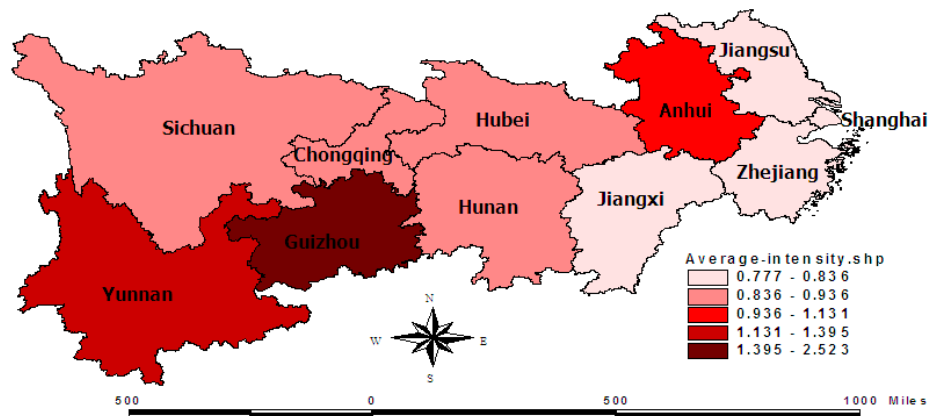 Jiangsu
Sichuan
Hubei
Anhui
Shanghai
Chongqing
Zhejiang
Jiangxi
Hunan
Guizhou
Yunnan
Average-intensity.shp
0.777 - 0.836
0.836 - 0.936
0.936 - 1.131
1.131 - 1.395
1.395 - 2.523
N
W E
S
500 0 500 1000 Miles